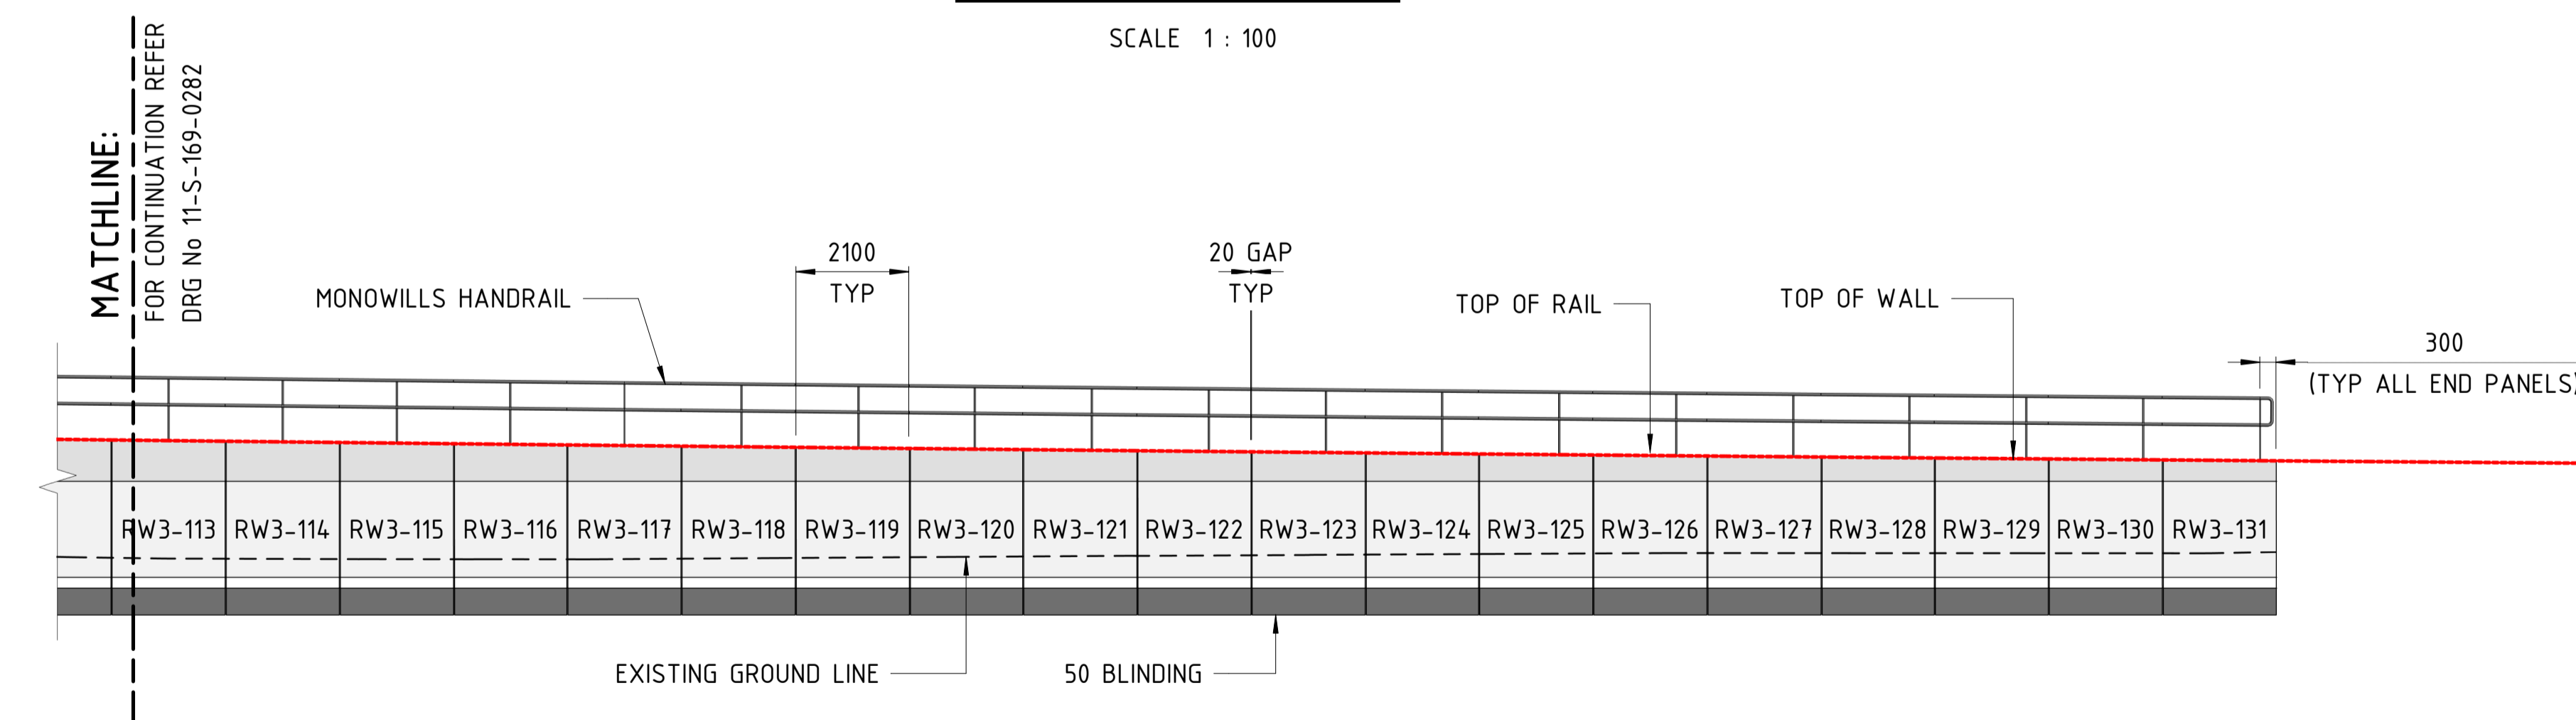 SCALE 1 : 100
MATCHLINE:
FOR CONTINUATION REFER
DRG No 11-S-169-0282
MONOWILLS HANDRAIL
2100
TYP
20 GAP
TYP
TOP OF RAIL
TOP OF WALL
300
(TYP ALL END PANELS)
RW3-113 RW3-114 RW3-115 RW3-116 RW3-117 RW3-118 RW3-119 RW3-120 RW3-121 RW3-122 RW3-123 RW3-124 RW3-125 RW3-126 RW3-127 RW3-128 RW3-129 RW3-130 RW3-131
EXISTING GROUND LINE
50 BLINDING